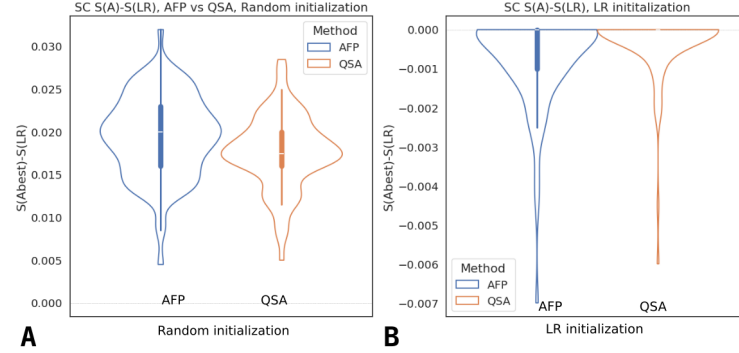 SC S(A)-S(LR), AFP vs QSA, Random initialization
Method
AFP
QSA
S(Abest)-S(LR)
0.030
0.025
0.020
0.015
0.010
0.005
0.000
AFP
QSA
Random initialization
A
SC S(A)-S(LR), LR initialization
S(Abest)-S(LR)
0.000
−0.001
−0.002
−0.003
−0.004
−0.005
−0.006
−0.007
Method
AFP
QSA
AFP
QSA
LR initialization
B